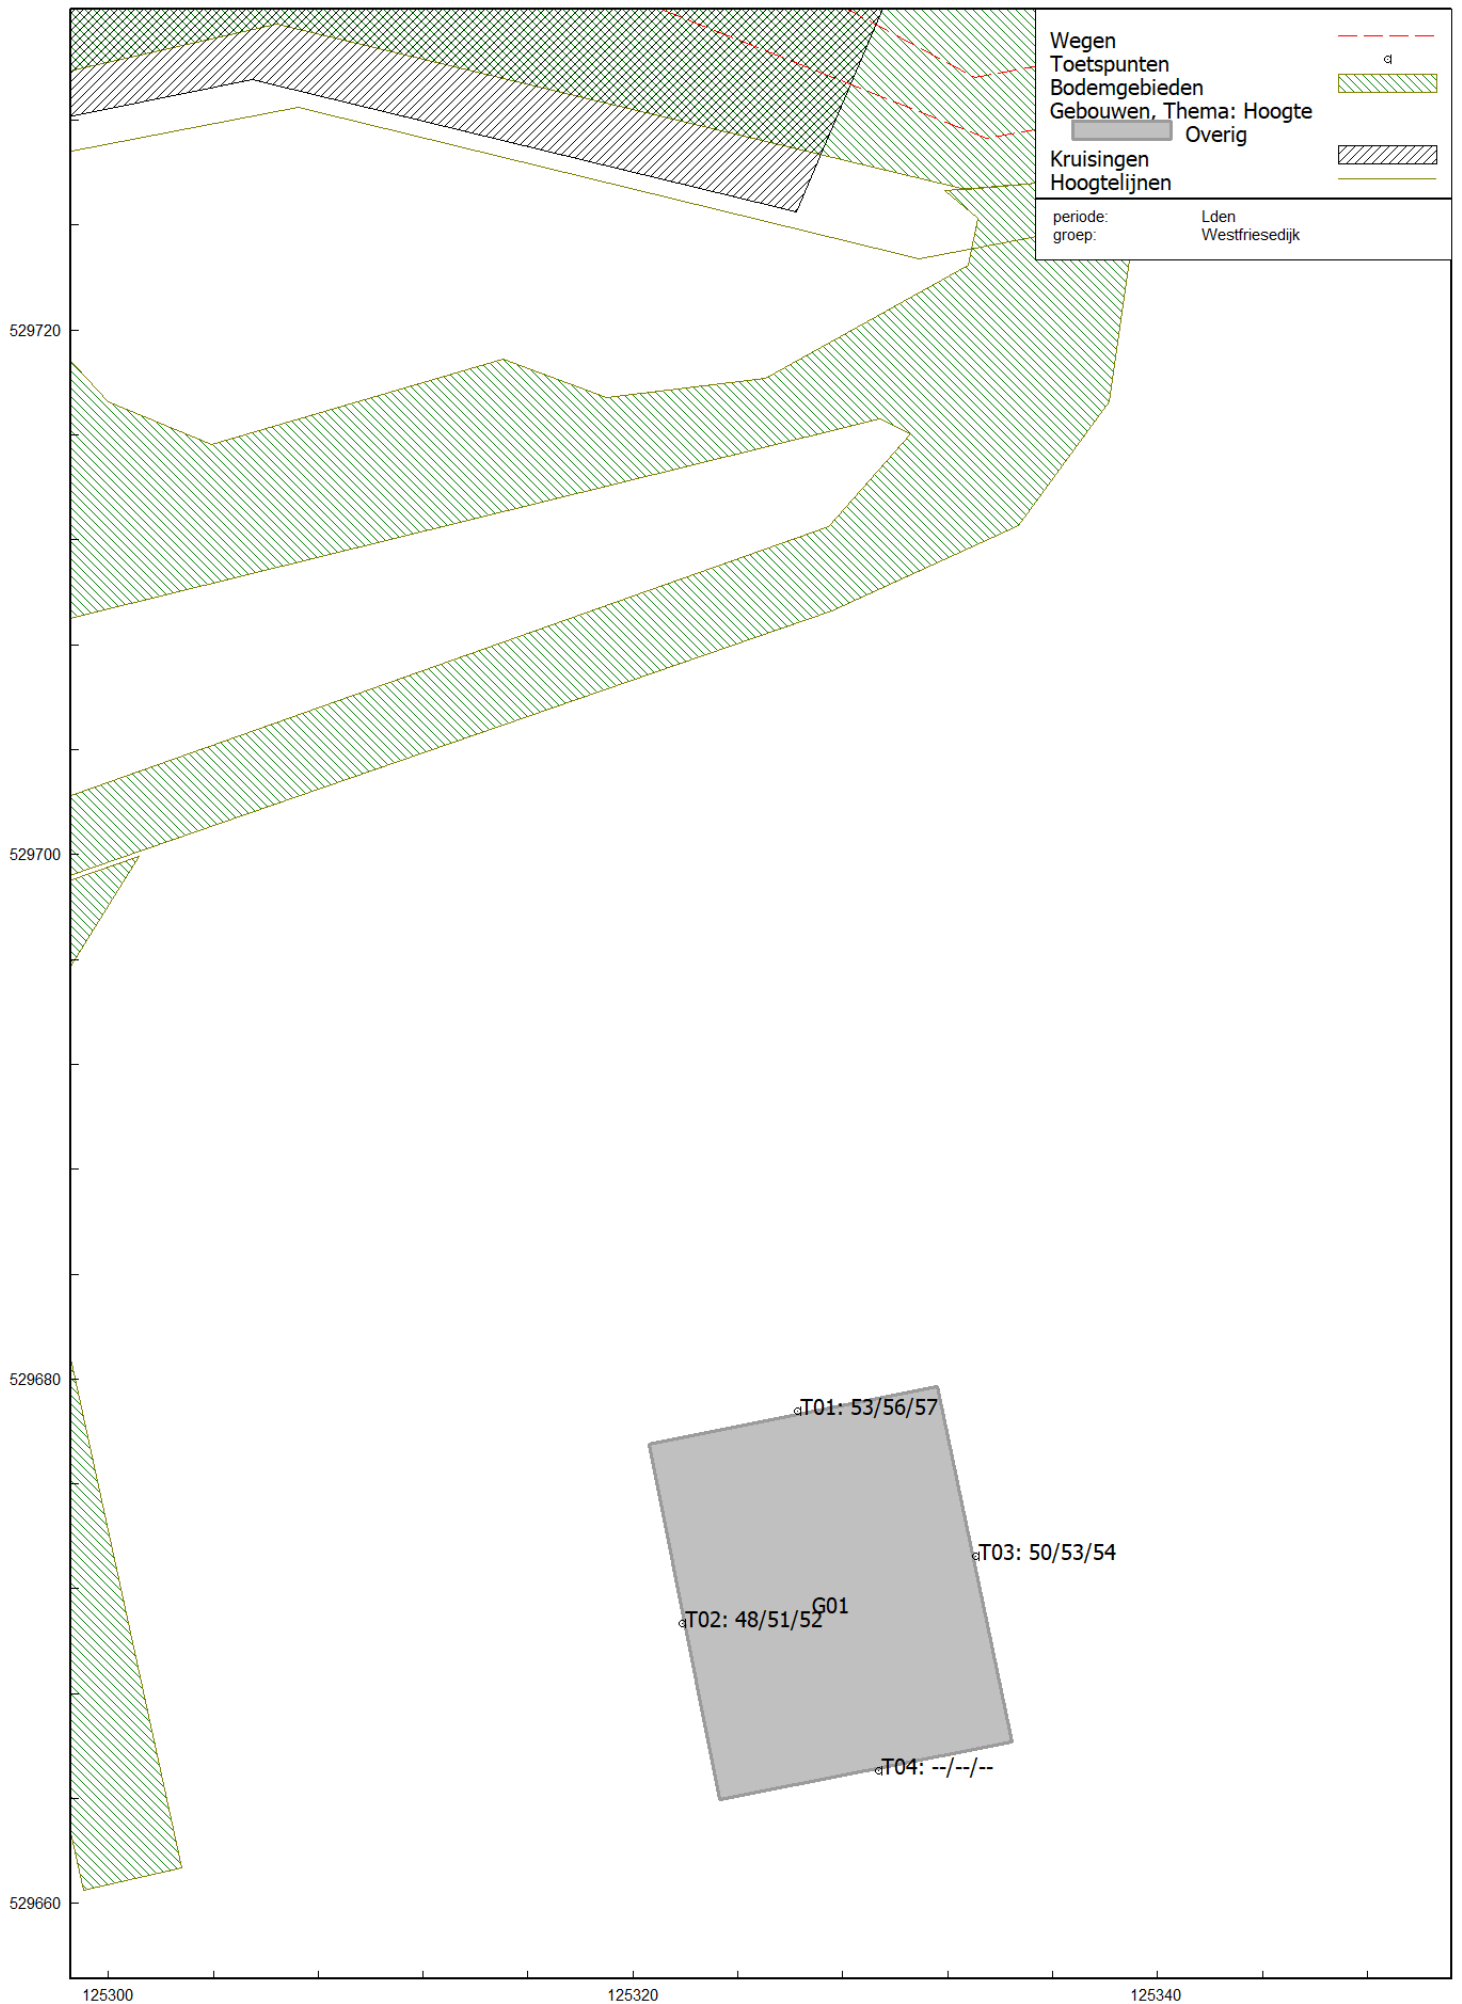 Wegen
Toetspunten
Bodemgebieden
Gebouwen, Thema: Hoogte
Overig
Kruisingen
Hoogtelijnen
periode: Lden
groep: Westfriesedijk
529720
529700
529680
T01: 53/56/57
T03: 50/53/54
G01
T02: 48/51/52
T04: --/--/--
529660
125300 125320 125340